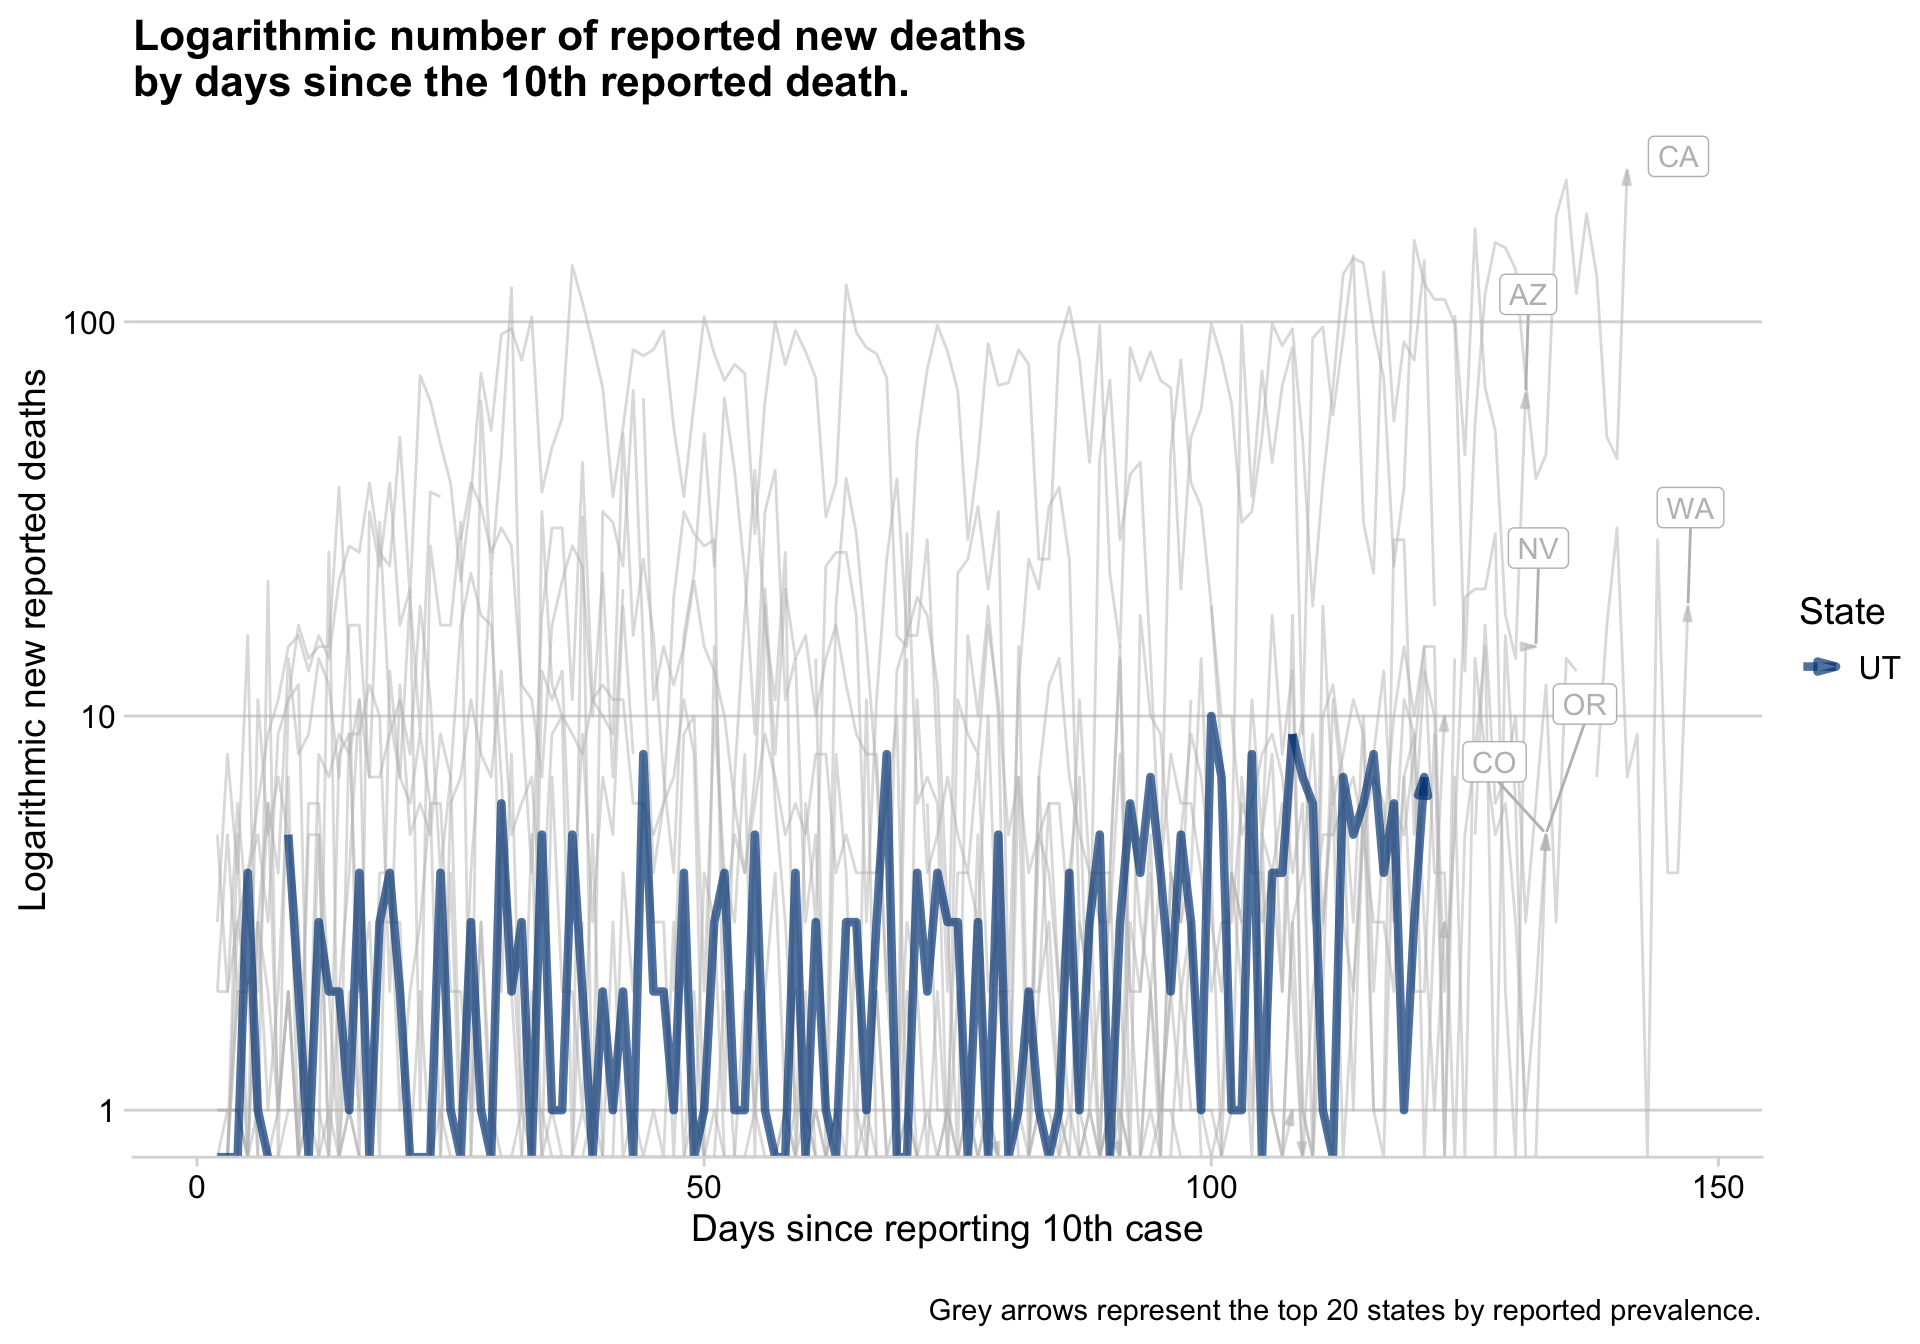 Logarithmic number of reported new deaths
by days since the 10th reported death.
CA
AZ
100
WA
NV
Logarithmic new reported deaths
State
UT
OR
10
CO
1
0 50 100 150
Days since reporting 10th case
Grey arrows represent the top 20 states by reported prevalence.